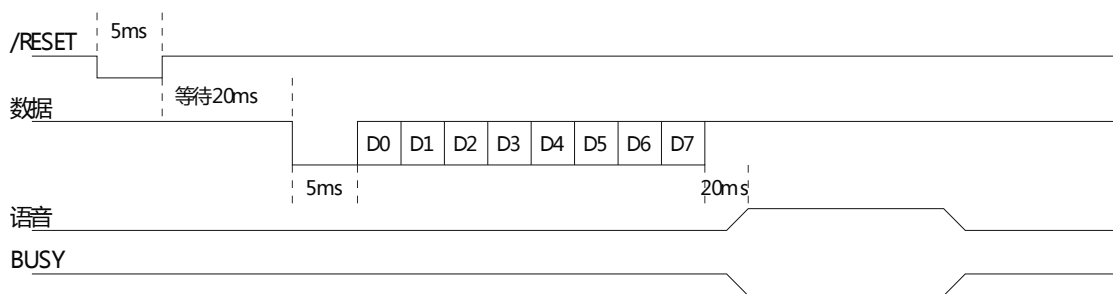 5ms
/RESET
等待20ms
数据
D0 D1 D2 D3 D4 D5 D6 D7
5ms
20ms
语音
BUSY